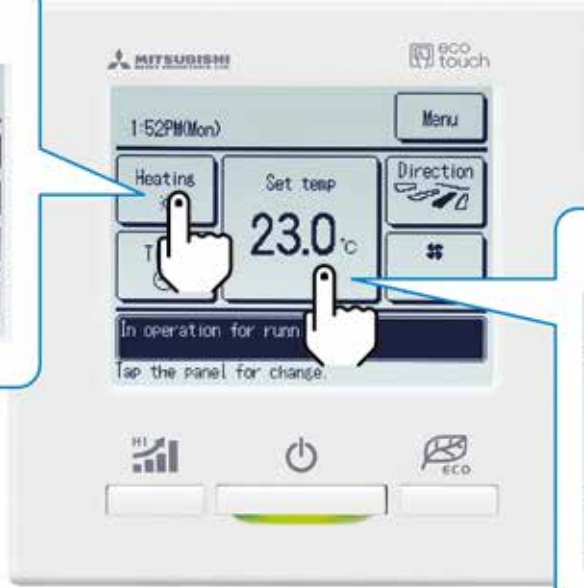 MITSUBISHI
eco
touch
1:52PM(Mon)
Menu
Heating
Set temp
Direction
23.0 °C
In operation for
Tap the panel for change.
HI
ECO